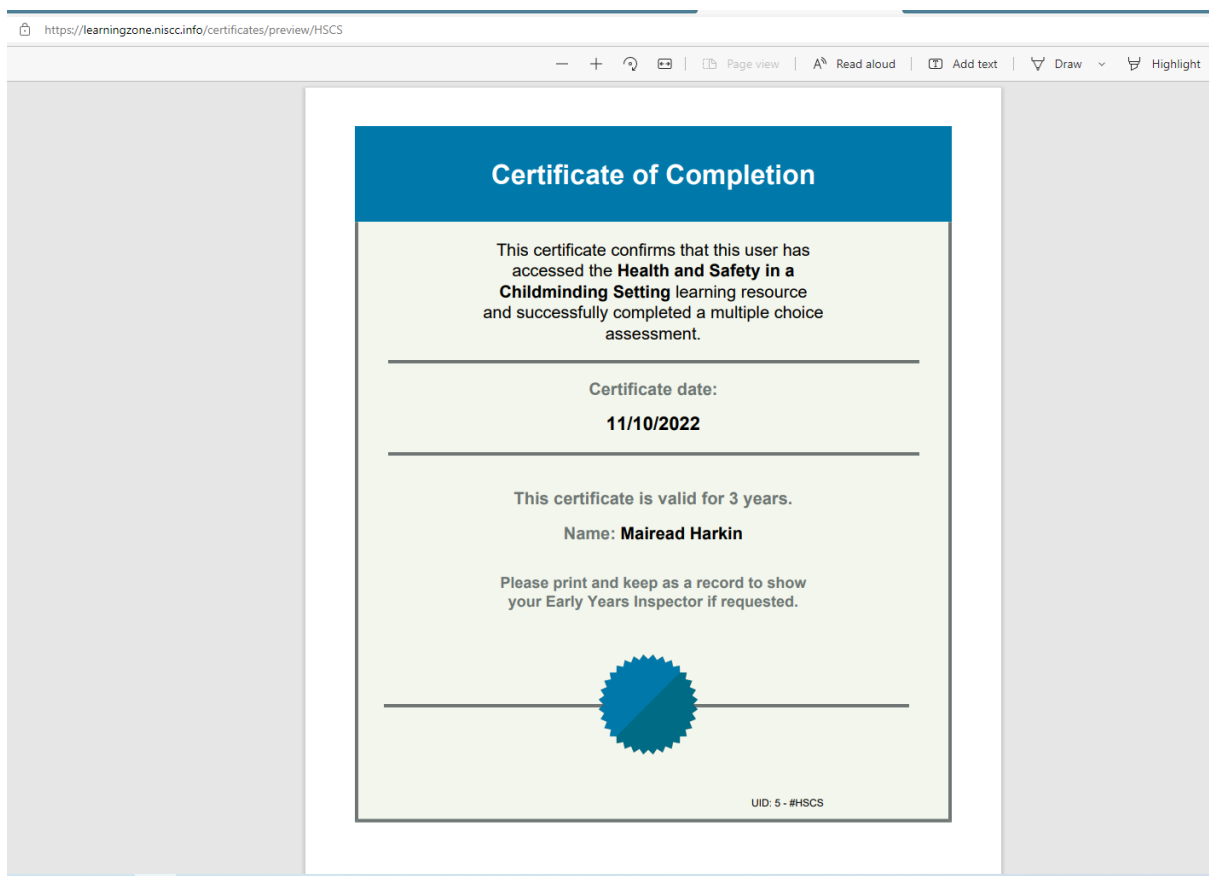 https://learningzone.niscc.info/certificates/preview/HSCS
Page view
Read aloud
Add text
Draw
Highlight
Certificate of Completion
This certificate confirms that this user has
accessed the Health and Safety in a
Childminding Setting learning resource
and successfully completed a multiple choice
assessment.
Certificate date:
11/10/2022
This certificate is valid for 3 years.
Name: Mairead Harkin
Please print and keep as a record to show
your Early Years Inspector if requested.
UID: 5 - #HSCS